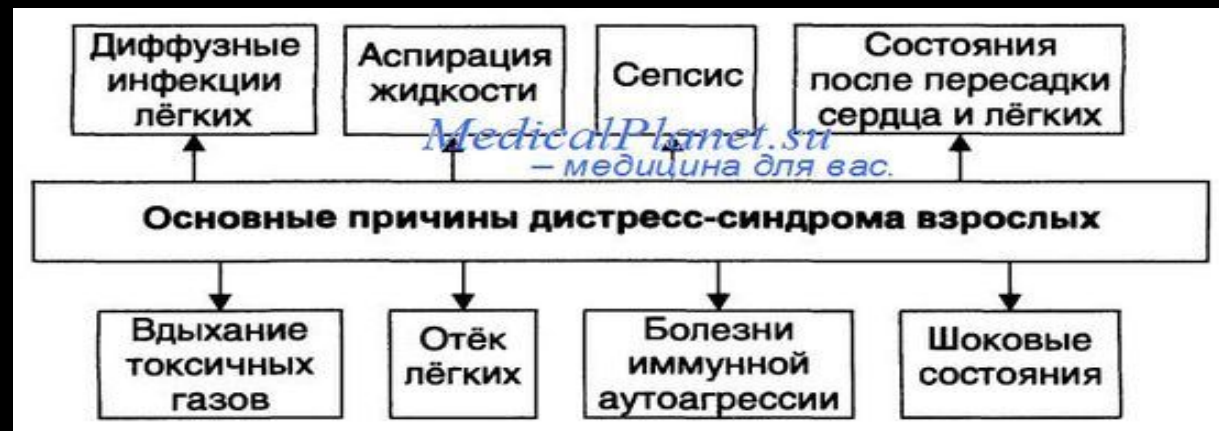 Диффузные
инфекции
лёгких
Аспирация
жидкости
Сепсис
Состояния
после пересадки
сердца и лёгких
MedicalPlanet.su
– медицина для вас.
Основные причины дистресс-синдрома взрослых
Вдыхание
токсичных
газов
Отёк
лёгких
Болезни
иммунной
аутоагрессии
Шоковые
состояния